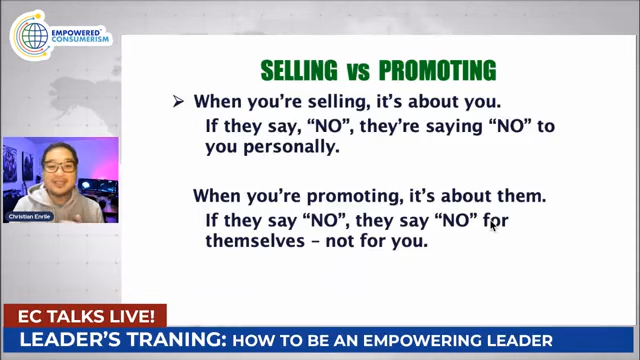 EMPOWERED
CONSUMERISM
SELLING vs PROMOTING
➢ When you're selling, it's about you.
If they say, "NO", they're saying "NO" to
you personally.
When you're promoting, it's about them.
If they say "NO", they say "NO" for
themselves – not for you.
Christian Enrile
EC TALKS LIVE!
LEADER'S TRANING: HOW TO BE AN EMPOWERING LEADER